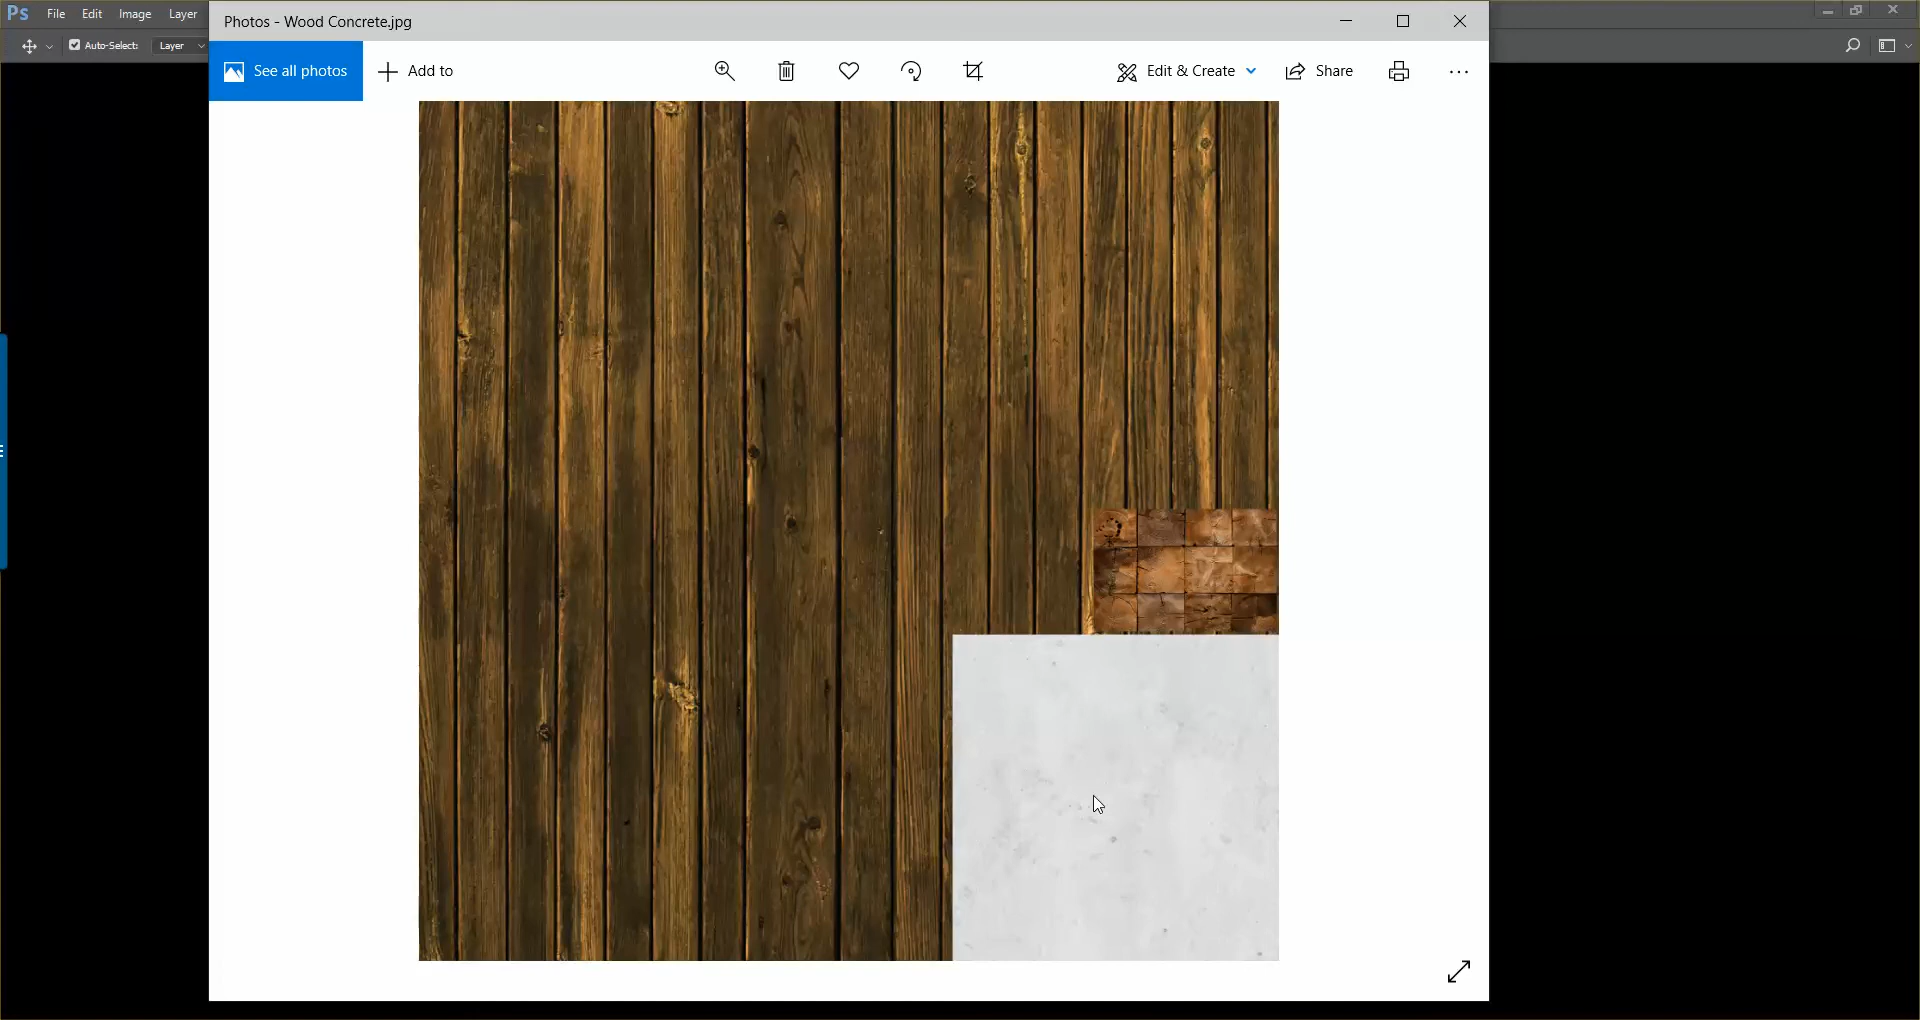 Ps File Edit Image Layer
Photos - Wood Concrete.jpg
Auto-Select: Layer
See all photos
Add to
Edit & Create
Share